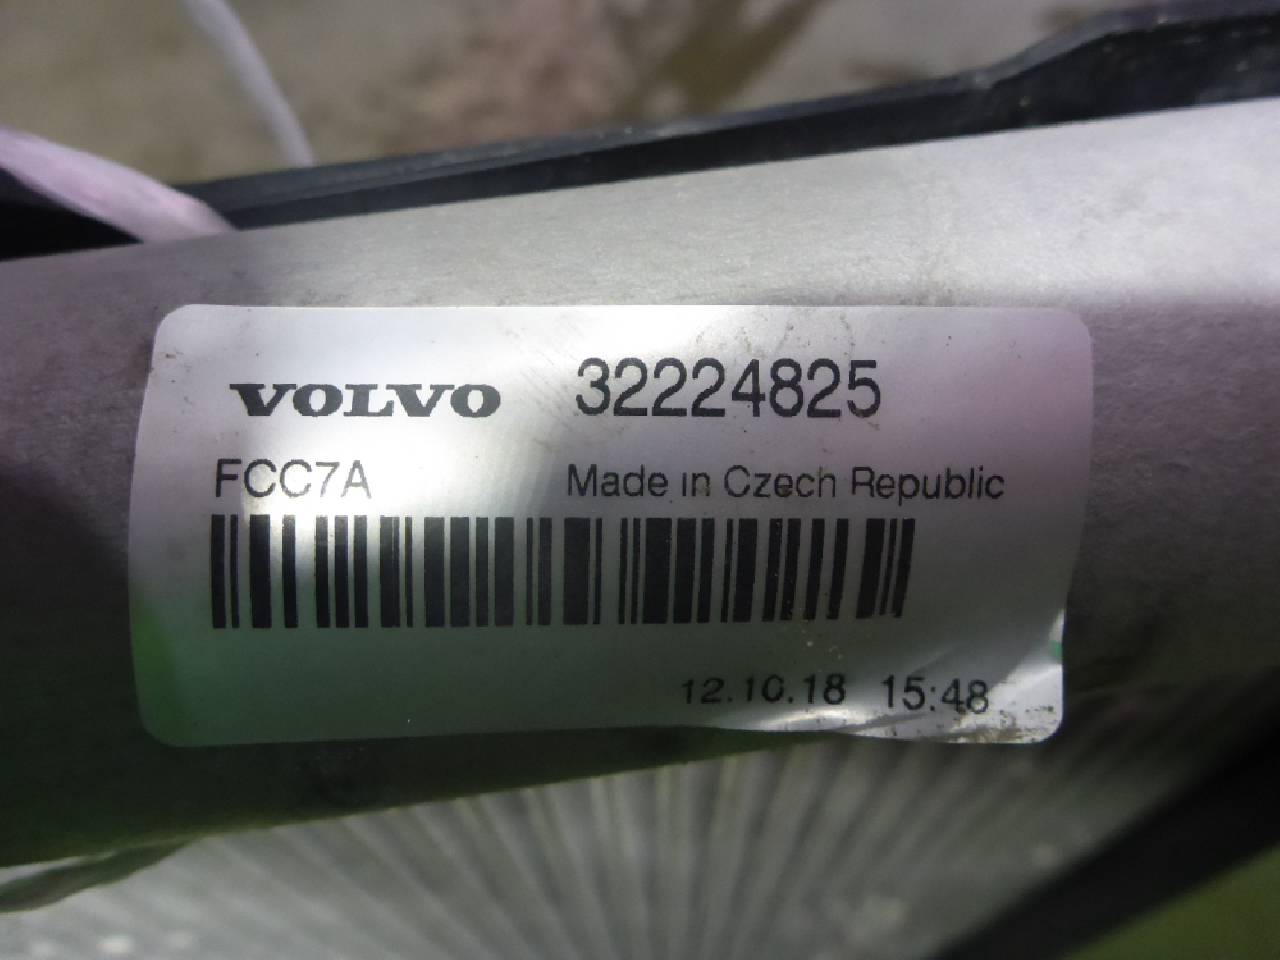 VOLVO 32224825
FCC7A Made in Czech Republic
12.10.18 15:48